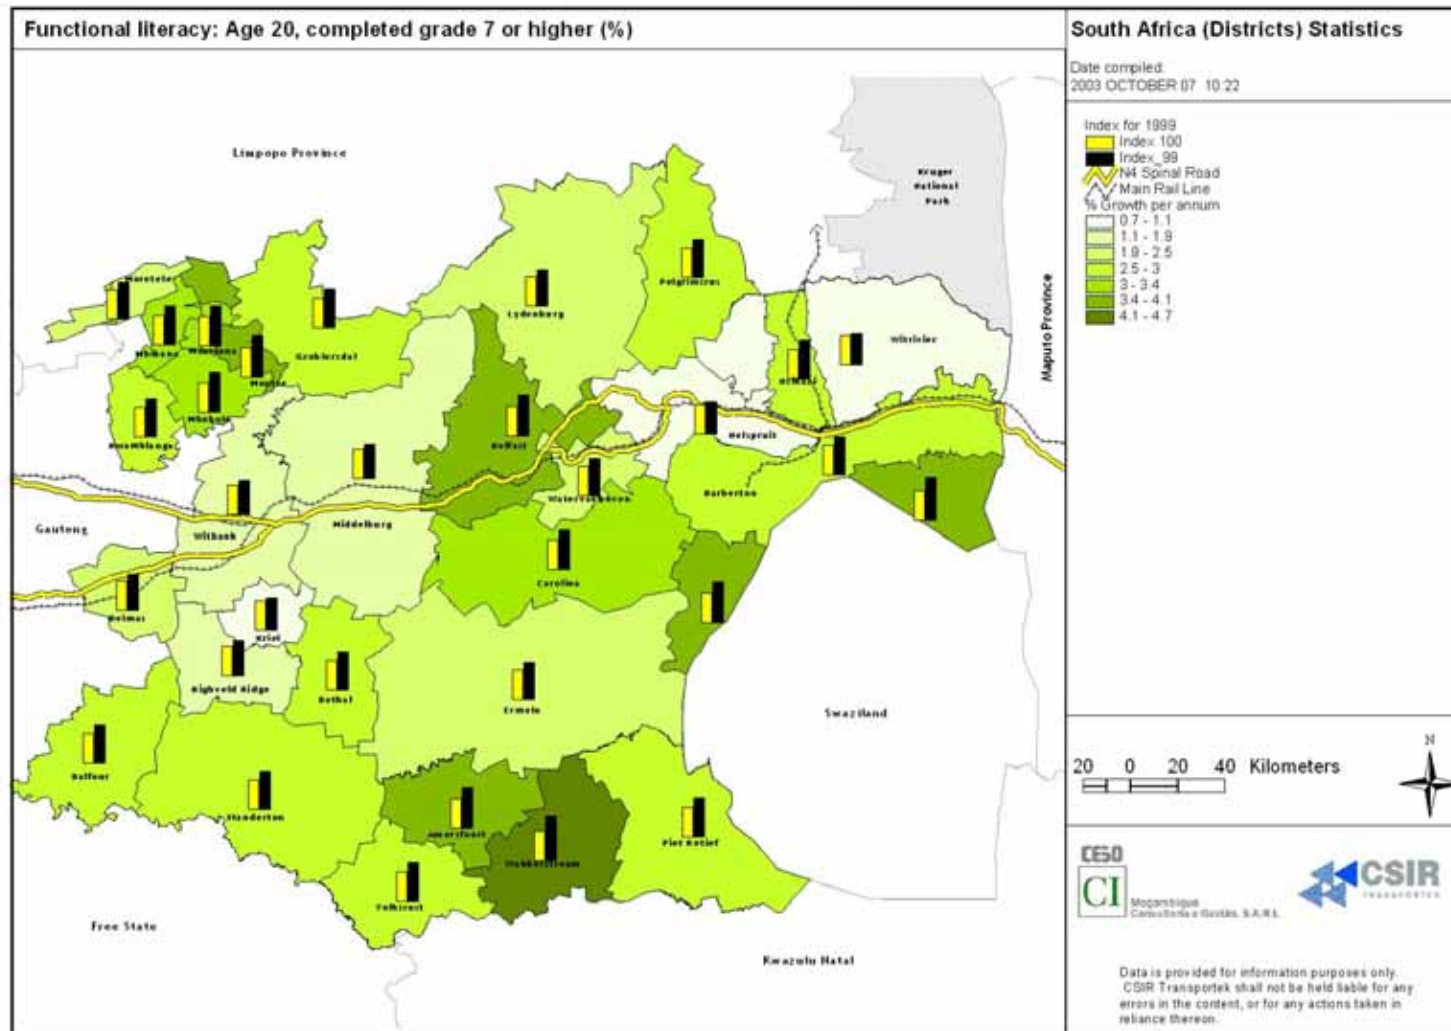 Functional literacy: Age 20, completed grade 7 or higher (%)
South Africa (Districts) Statistics
Date compiled:
2003 OCTOBER 07 10:22
Index for 1999
Index 100
Index_99
N4 Spinal Road
Main Rail Line
% Growth per annum
0.7 - 1.1
1.1 - 1.9
1.9 - 2.5
2.5 - 3
3 - 3.4
3.4 - 4.1
4.1 - 4.7
Limpopo Province
Kruger
National
Park
Maputo Province
Lydenburg
Groblersdal
Belfast
Nelspruit
Barberton
Gauteng
Witbank
Middelburg
Carolina
Delmas
Kriel
Highveld Ridge
Bethal
Ermelo
Swaziland
Balfour
Standerton
Amersfoort
Piet Retief
Volksrust
Free State
Kwazulu Natal
20 0 20 40 Kilometers
N
CESO
CI
Moçambique
Consultoria e Gestão, S.A.R.L.
CSIR
TRANSPORTEK
Data is provided for information purposes only.
CSIR Transportek shall not be held liable for any
errors in the content, or for any actions taken in
reliance thereon.